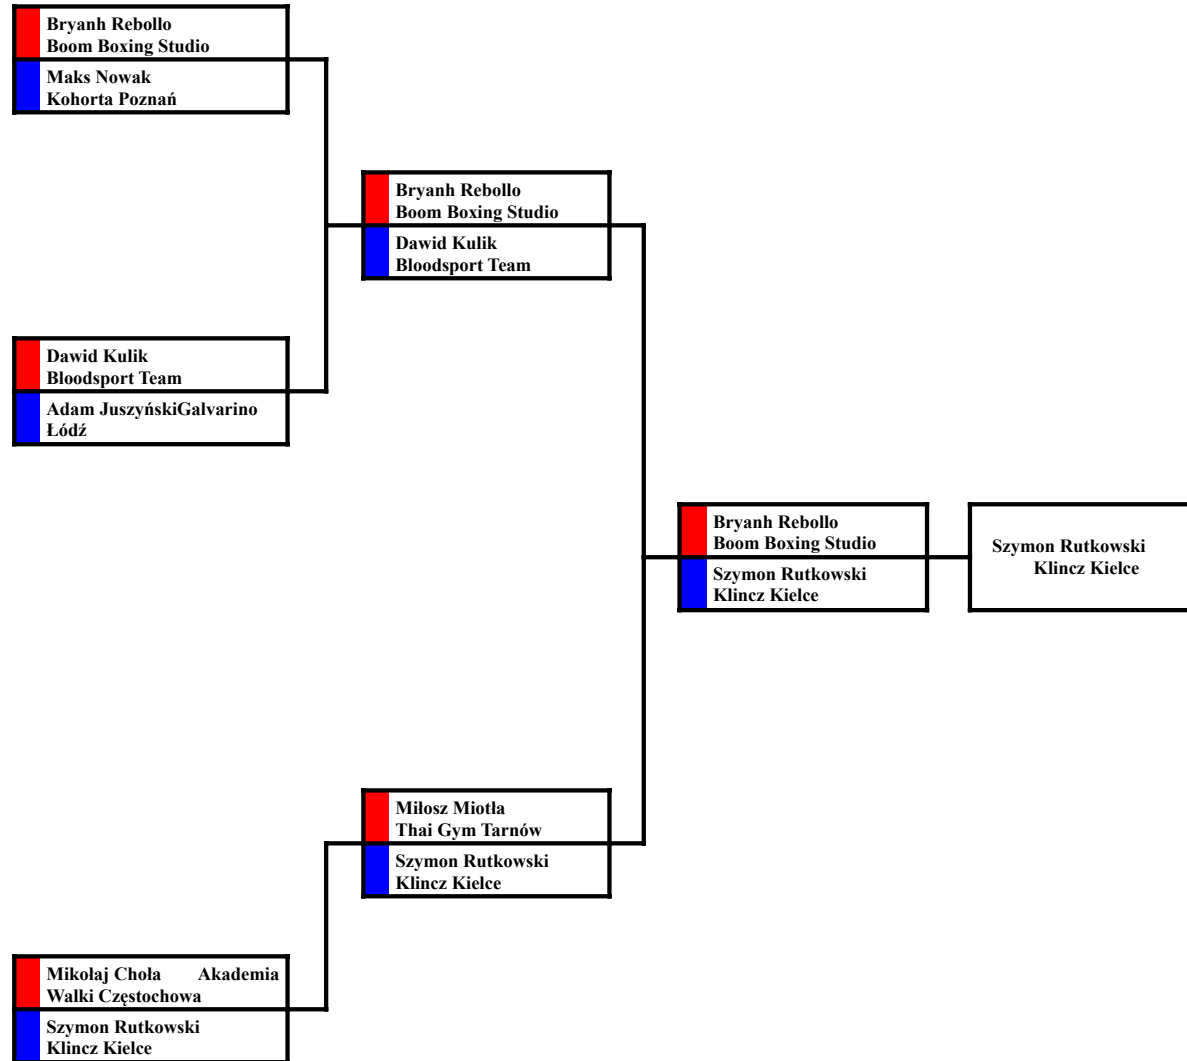 Bryanh Rebollo
Boom Boxing Studio
Maks Nowak
Kohorta Poznań
Bryanh Rebollo
Boom Boxing Studio
Dawid Kulik
Bloodsport Team
Dawid Kulik
Bloodsport Team
Adam JuszyńskiGalvarino
Łódź
Bryanh Rebollo
Boom Boxing Studio
Szymon Rutkowski
Klincz Kielce
Szymon Rutkowski
Klincz Kielce
Miłosz Miotła
Thai Gym Tarnów
Szymon Rutkowski
Klincz Kielce
Mikołaj Choła Akademia
Walki Częstochowa
Szymon Rutkowski
Klincz Kielce